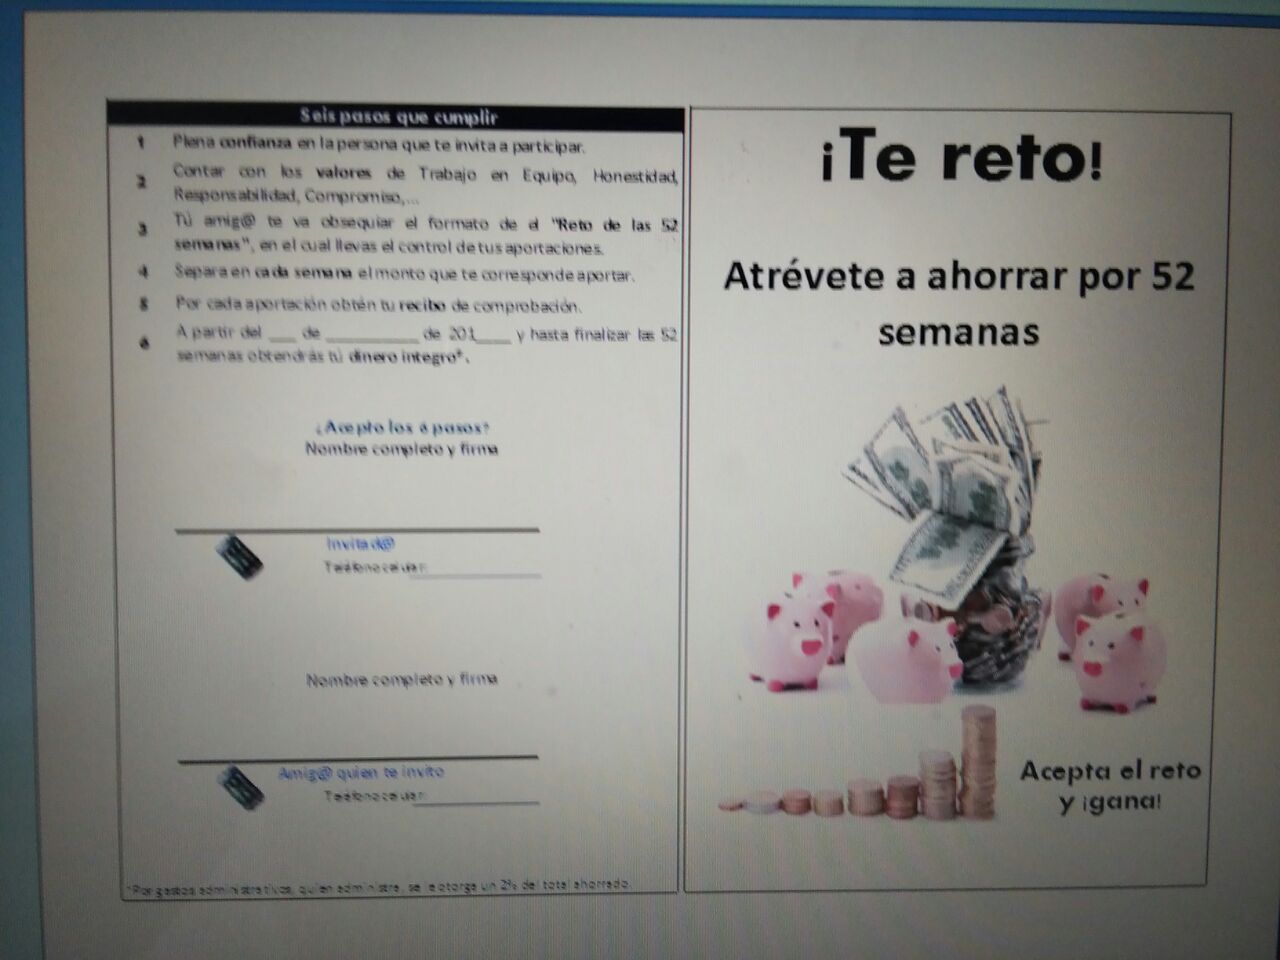 Seis pasos que cumplir
1 Plena confianza en la persona que te invita a participar.
2 Contar con los valores de Trabajo en Equipo, Honestidad,
Responsabilidad, Compromiso,...
3 Tú amig@ te va obsequiar el formato de el "Reto de las 52
semanas", en el cual llevas el control de tus aportaciones.
4 Separa en cada semana el monto que te corresponde aportar.
5 Por cada aportación obtén tu recibo de comprobación.
6 A partir del ___ de __________ de 201____ y hasta finalizar las 52
semanas obtendrás tú dinero integro*.
¿Acepto los 6 pasos?
Nombre completo y firma
Invitad@
Teléfono celular:
Nombre completo y firma
Amig@ quien te invito
Teléfono celular:
*Por gastos administrativos, quien administra, se le otorga un 2% del total ahorrado.
¡Te reto!
Atrévete a ahorrar por 52
semanas
Acepta el reto
y ¡gana!